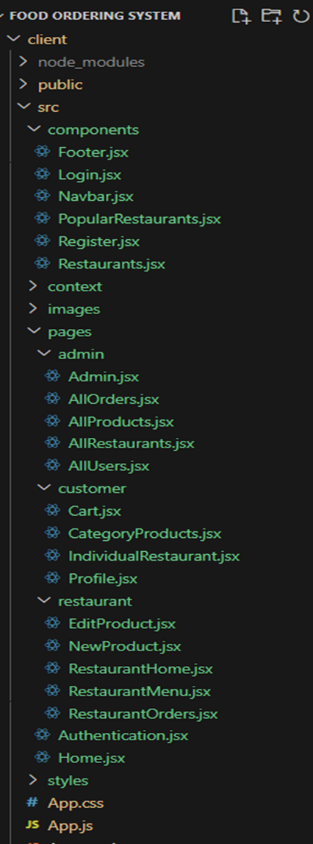 FOOD ORDERING SYSTEM
client
node_modules
public
src
components
Footer.jsx
Login.jsx
Navbar.jsx
PopularRestaurants.jsx
Register.jsx
Restaurants.jsx
context
images
pages
admin
Admin.jsx
AllOrders.jsx
AllProducts.jsx
AllRestaurants.jsx
AllUsers.jsx
customer
Cart.jsx
CategoryProducts.jsx
IndividualRestaurant.jsx
Profile.jsx
restaurant
EditProduct.jsx
NewProduct.jsx
RestaurantHome.jsx
RestaurantMenu.jsx
RestaurantOrders.jsx
Authentication.jsx
Home.jsx
styles
# App.css
JS App.js